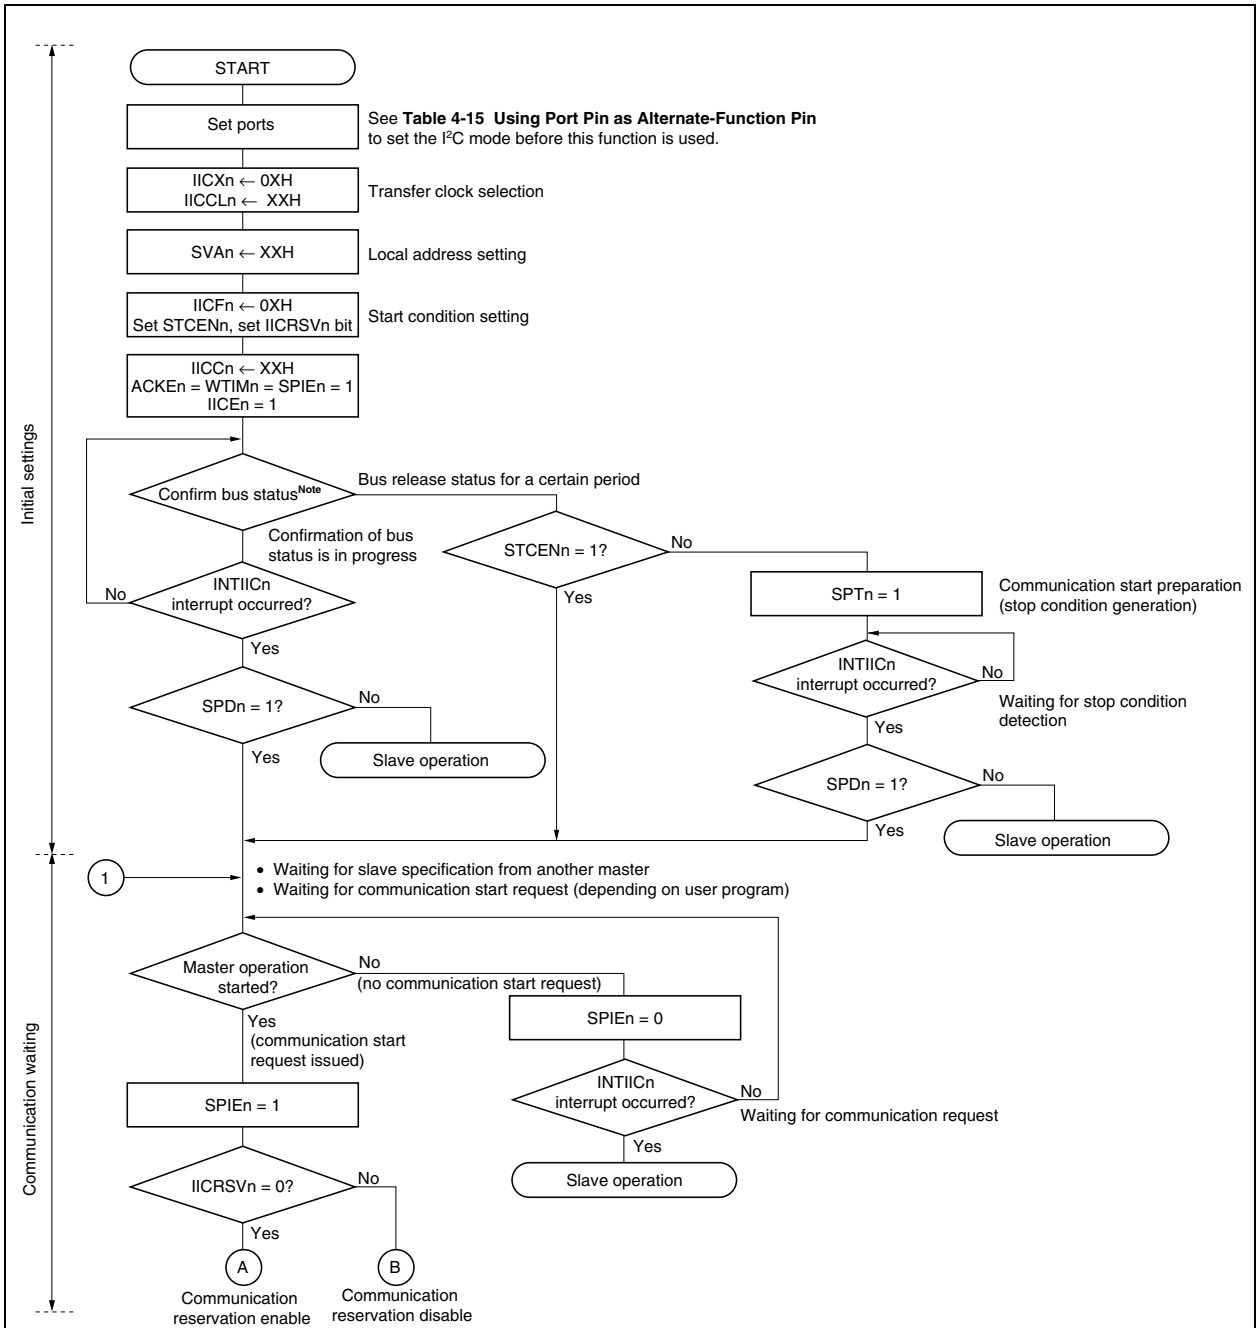 START
Set ports
See Table 4-15 Using Port Pin as Alternate-Function Pin
to set the I²C mode before this function is used.
IICXn ← 0XH
IICCLn ← XXH
Transfer clock selection
SVAn ← XXH
Local address setting
IICFn ← 0XH
Set STCENn, set IICRSVn bit
Start condition setting
IICCn ← XXH
ACKEn = WTIMn = SPIEn = 1
IICEn = 1
Initial settings
Confirm bus status^Note
Bus release status for a certain period
Confirmation of bus
status is in progress
STCENn = 1?
No
Yes
SPTn = 1
Communication start preparation
(stop condition generation)
INTIICn
interrupt occurred?
No
Yes
INTIICn
interrupt occurred?
No
Waiting for stop condition
detection
Yes
SPDn = 1?
No
Yes
Slave operation
SPDn = 1?
No
Yes
Slave operation
1
• Waiting for slave specification from another master
• Waiting for communication start request (depending on user program)
Communication waiting
Master operation
started?
No
(no communication start request)
Yes
(communication start
request issued)
SPIEn = 0
INTIICn
interrupt occurred?
No
Waiting for communication request
Yes
Slave operation
SPIEn = 1
IICRSVn = 0?
No
Yes
A
B
Communication
reservation enable
Communication
reservation disable